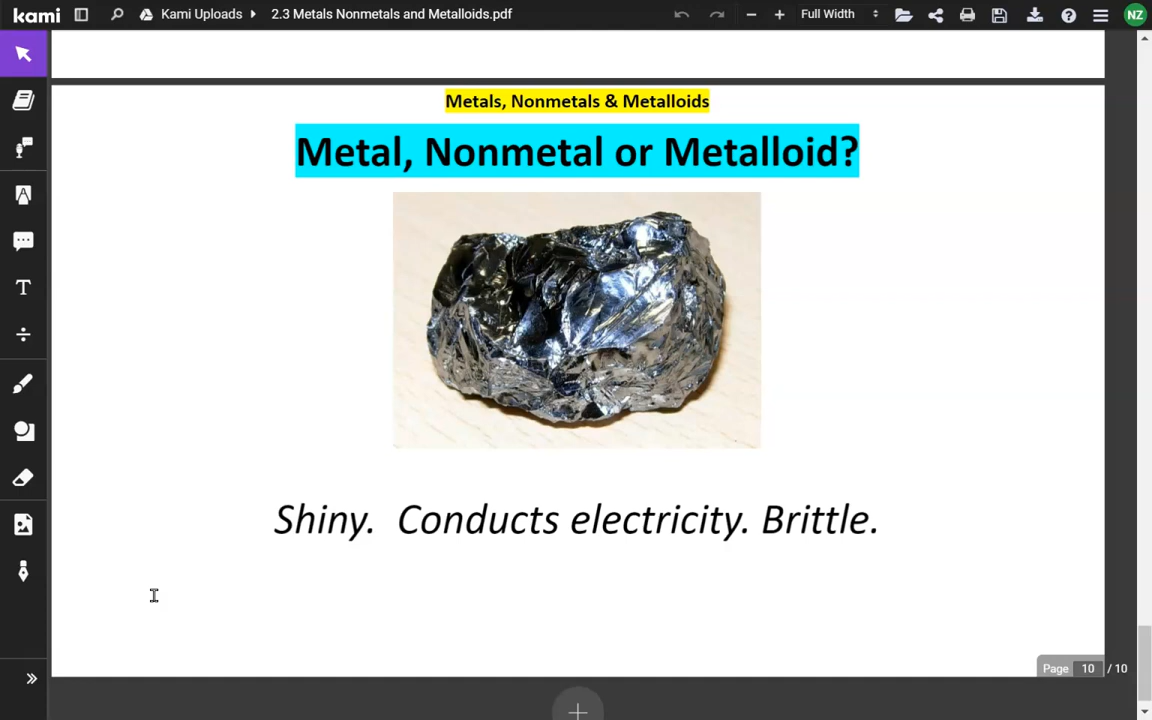 kami Kami Uploads 2.3 Metals Nonmetals and Metalloids.pdf Full Width NZ
Metals, Nonmetals & Metalloids
Metal, Nonmetal or Metalloid?
Shiny. Conducts electricity. Brittle.
Page 10 / 10